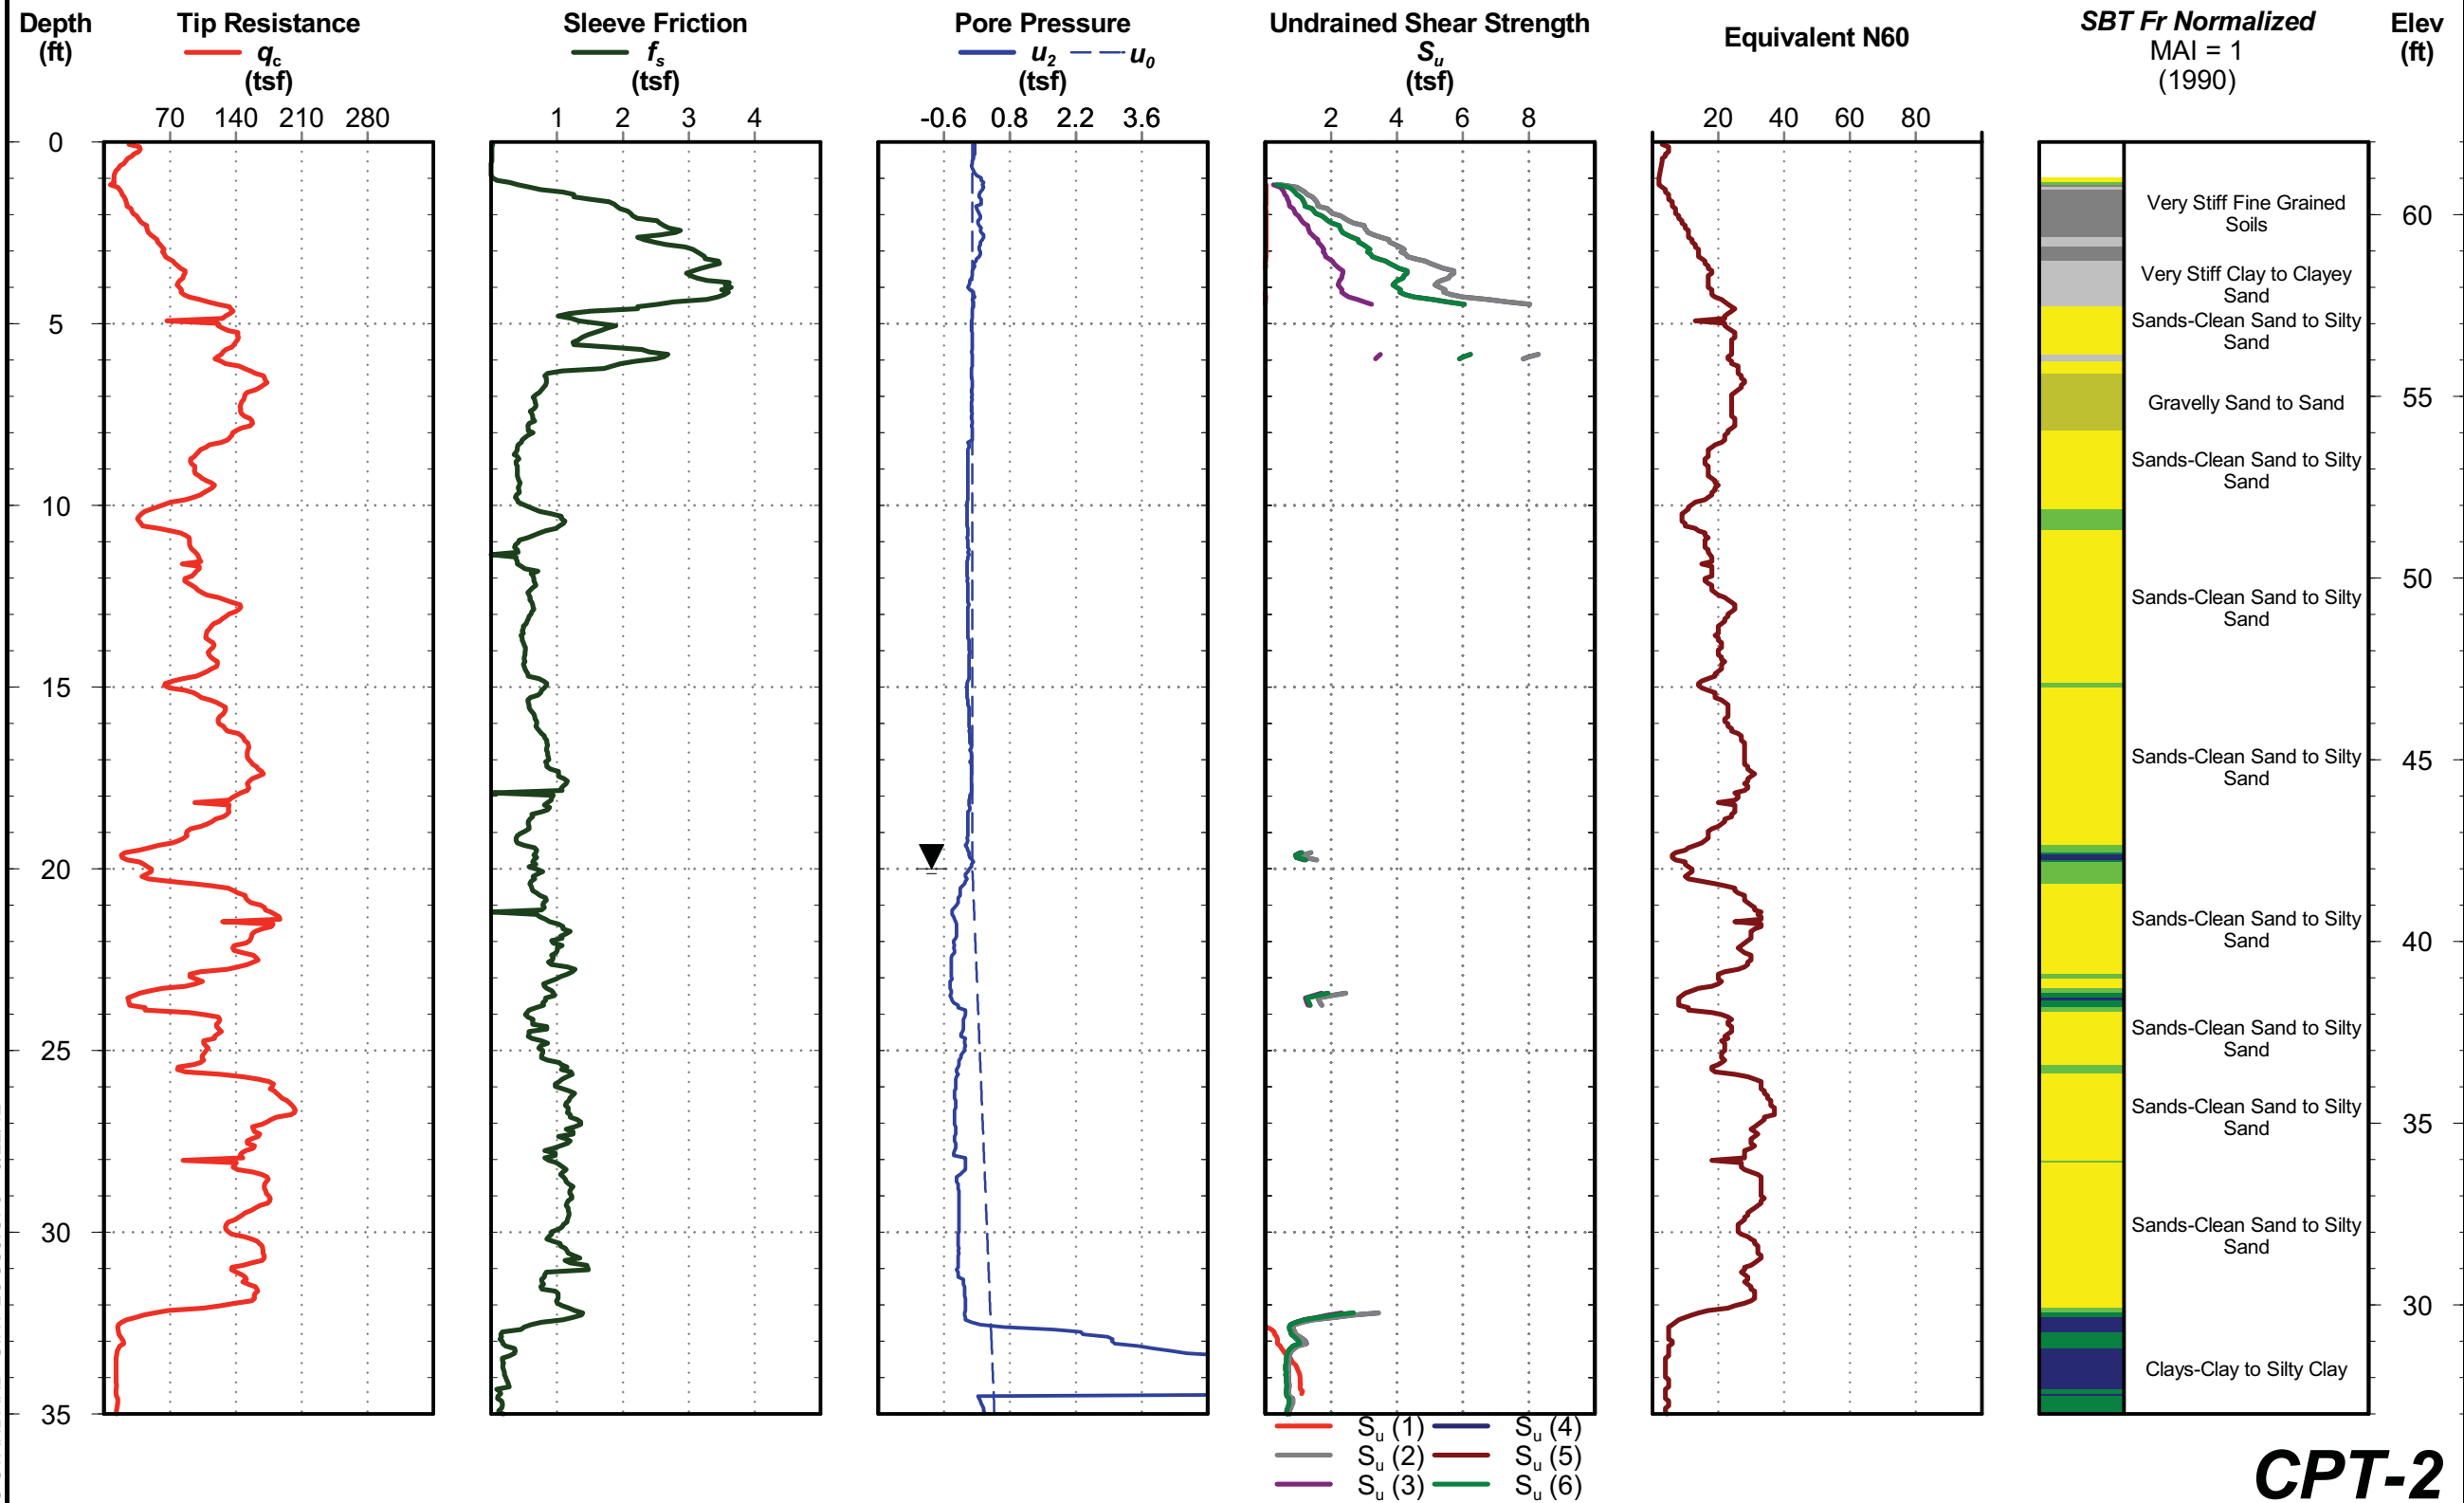 Depth
(ft)
Tip Resistance
qc
(tsf)
Sleeve Friction
fs
(tsf)
Pore Pressure
u2 u0
(tsf)
Undrained Shear Strength
Su
(tsf)
Equivalent N60
SBT Fr Normalized
MAI = 1
(1990)
Elev
(ft)
70 140 210 280
1 2 3 4
-0.6 0.8 2.2 3.6
2 4 6 8
20 40 60 80
0
5
10
15
20
25
30
35
Very Stiff Fine Grained
Soils
Very Stiff Clay to Clayey
Sand
Sands-Clean Sand to Silty
Sand
Gravelly Sand to Sand
Sands-Clean Sand to Silty
Sand
Sands-Clean Sand to Silty
Sand
Sands-Clean Sand to Silty
Sand
Sands-Clean Sand to Silty
Sand
Sands-Clean Sand to Silty
Sand
Sands-Clean Sand to Silty
Sand
Sands-Clean Sand to Silty
Sand
Clays-Clay to Silty Clay
60
55
50
45
40
35
30
Su (1) Su (4)
Su (2) Su (5)
Su (3) Su (6)
CPT-2